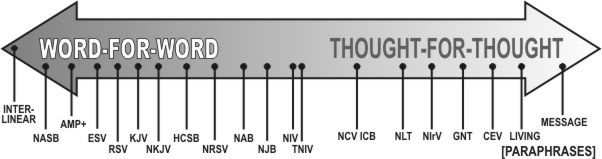 WORD-FOR-WORD THOUGHT-FOR-THOUGHT
INTER-
LINEAR
NASB
AMP+
ESV
RSV
KJV
NKJV
HCSB
NRSV
NAB
NJB
NIV
TNIV
NCV ICB
NLT
NIrV
GNT
CEV
LIVING
[PARAPHRASES]
MESSAGE